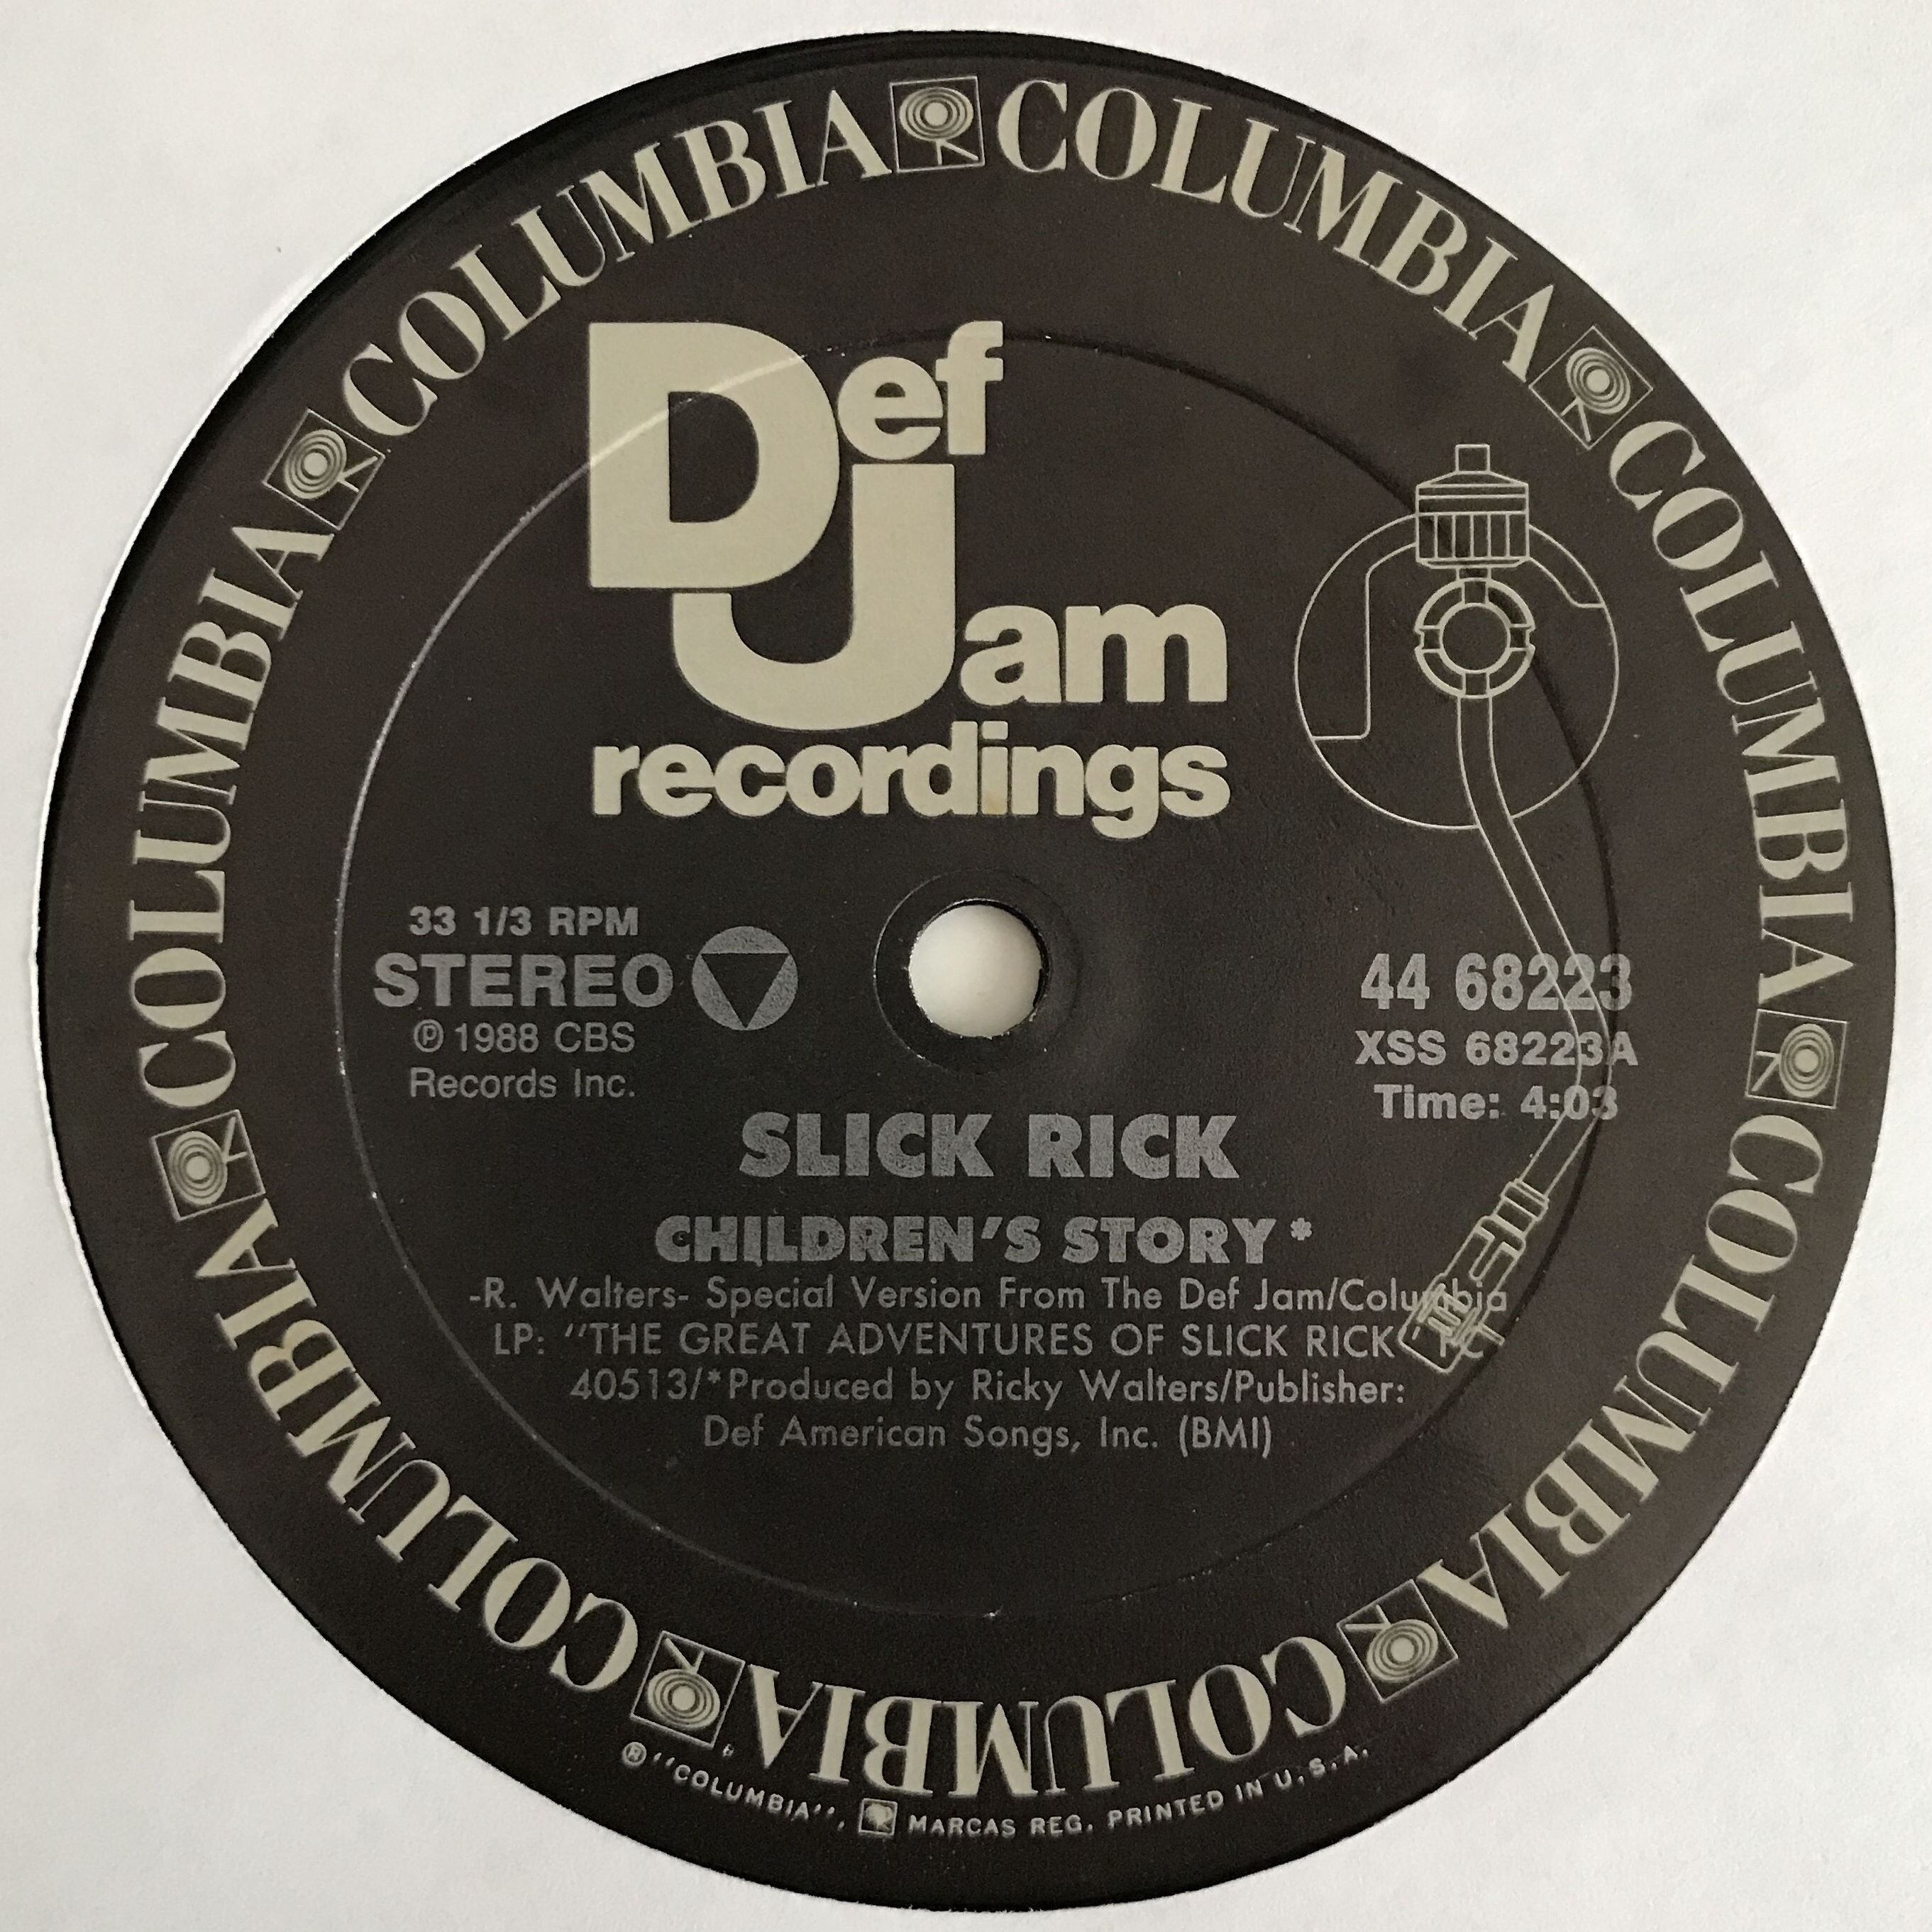 COLUMBIA COLUMBIA COLUMBIA COLUMBIA COLUMBIA COLUMBIA COLUMBIA COLUMBIA
Def
Jam
recordings
33 1/3 RPM
STEREO
℗ 1988 CBS
Records Inc.
44 68223
XSS 68223A
Time: 4:03
SLICK RICK
CHILDREN'S STORY*
-R. Walters- Special Version From The Def Jam/Columbia
LP: "THE GREAT ADVENTURES OF SLICK RICK" FC
40513/*Produced by Ricky Walters/Publisher:
Def American Songs, Inc. (BMI)
® "COLUMBIA", MARCAS REG. PRINTED IN U.S.A.